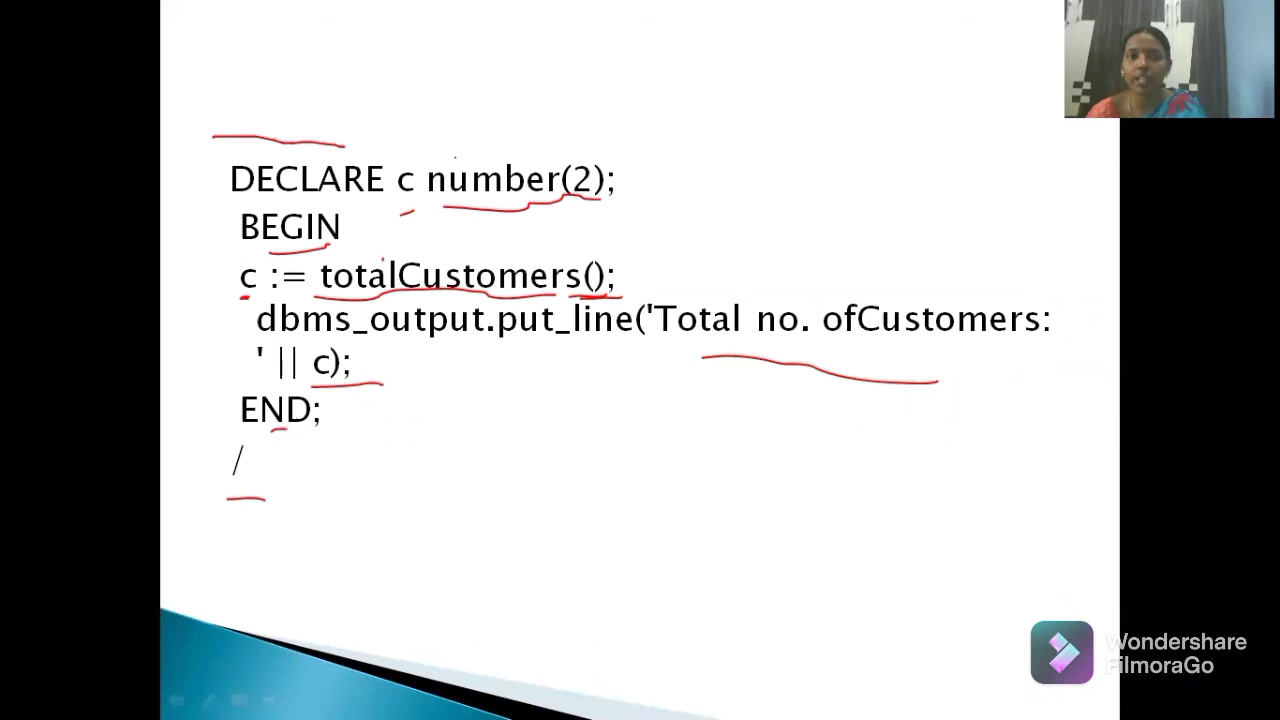 DECLARE c number(2);
BEGIN
c := totalCustomers();
dbms_output.put_line('Total no. ofCustomers:
' || c);
END;
/
Wondershare
FilmoraGo